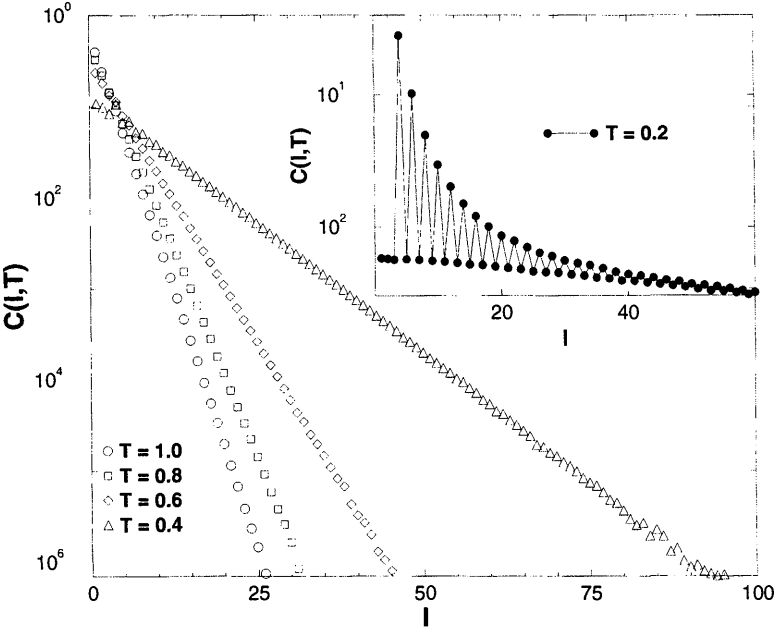 10⁰
10²
10⁴
10⁶
C(l,T)
0
25
50
75
100
l
T = 1.0
T = 0.8
T = 0.6
T = 0.4
10¹
10²
C(l,T)
T = 0.2
20
40
l